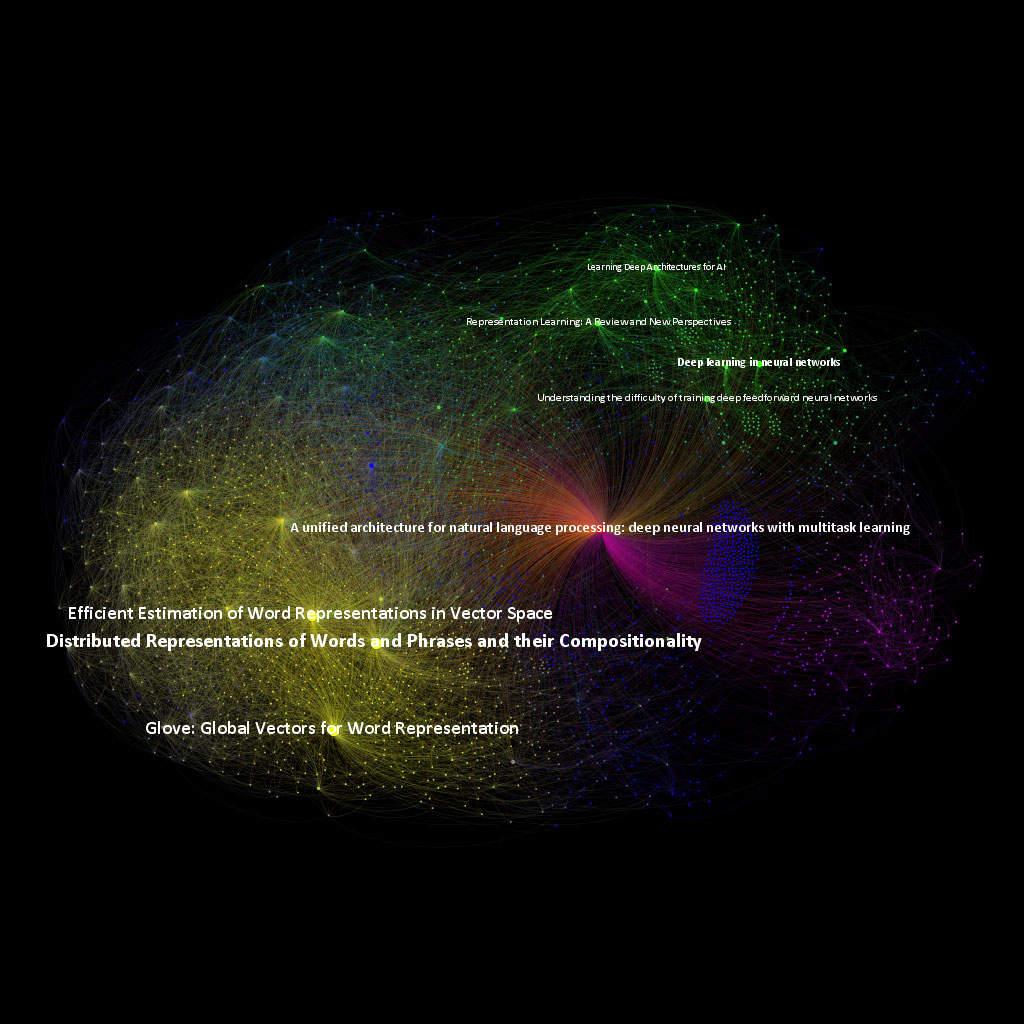 Learning Deep Architectures for AI
Representation Learning: A Review and New Perspectives
Deep learning in neural networks
Understanding the difficulty of training deep feedforward neural networks
A unified architecture for natural language processing: deep neural networks with multitask learning
Efficient Estimation of Word Representations in Vector Space
Distributed Representations of Words and Phrases and their Compositionality
Glove: Global Vectors for Word Representation